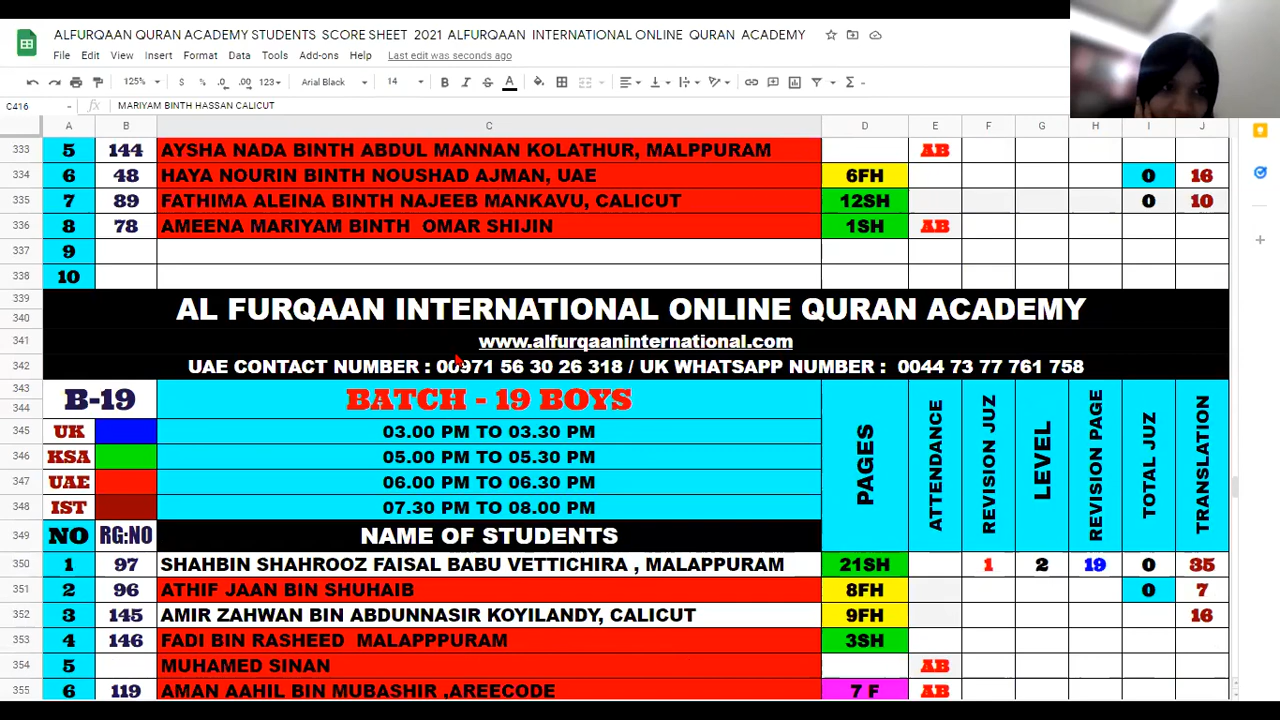 ALFURQAAN QURAN ACADEMY STUDENTS SCORE SHEET 2021 ALFURQAAN INTERNATIONAL ONLINE QURAN ACADEMY
File Edit View Insert Format Data Tools Add-ons Help Last edit was seconds ago
125% $ % .0 .00 123 Arial Black 14 B I S A
C416 fx MARIYAM BINTH HASSAN CALICUT
A B C D E F G H I J
333 5 144 AYSHA NADA BINTH ABDUL MANNAN KOLATHUR, MALPPURAM AB
334 6 48 HAYA NOURIN BINTH NOUSHAD AJMAN, UAE 6FH 0 16
335 7 89 FATHIMA ALEINA BINTH NAJEEB MANKAVU, CALICUT 12SH 0 10
336 8 78 AMEENA MARIYAM BINTH OMAR SHIJIN 1SH AB
337 9
338 10
339
340 AL FURQAAN INTERNATIONAL ONLINE QURAN ACADEMY
341 www.alfurqaaninternational.com
342 UAE CONTACT NUMBER : 00971 56 30 26 318 / UK WHATSAPP NUMBER : 0044 73 77 761 758
343
344 B-19 BATCH - 19 BOYS PAGES ATTENDANCE REVISION JUZ LEVEL REVISION PAGE TOTAL JUZ TRANSLATION
345 UK 03.00 PM TO 03.30 PM
346 KSA 05.00 PM TO 05.30 PM
347 UAE 06.00 PM TO 06.30 PM
348 IST 07.30 PM TO 08.00 PM
349 NO RG:NO NAME OF STUDENTS
350 1 97 SHAHBIN SHAHROOZ FAISAL BABU VETTICHIRA , MALAPPURAM 21SH 1 2 19 0 35
351 2 96 ATHIF JAAN BIN SHUHAIB 8FH 0 7
352 3 145 AMIR ZAHWAN BIN ABDUNNASIR KOYILANDY, CALICUT 9FH 16
353 4 146 FADI BIN RASHEED MALAPPPURAM 3SH
354 5 MUHAMED SINAN AB
355 6 119 AMAN AAHIL BIN MUBASHIR ,AREECODE 7 F AB